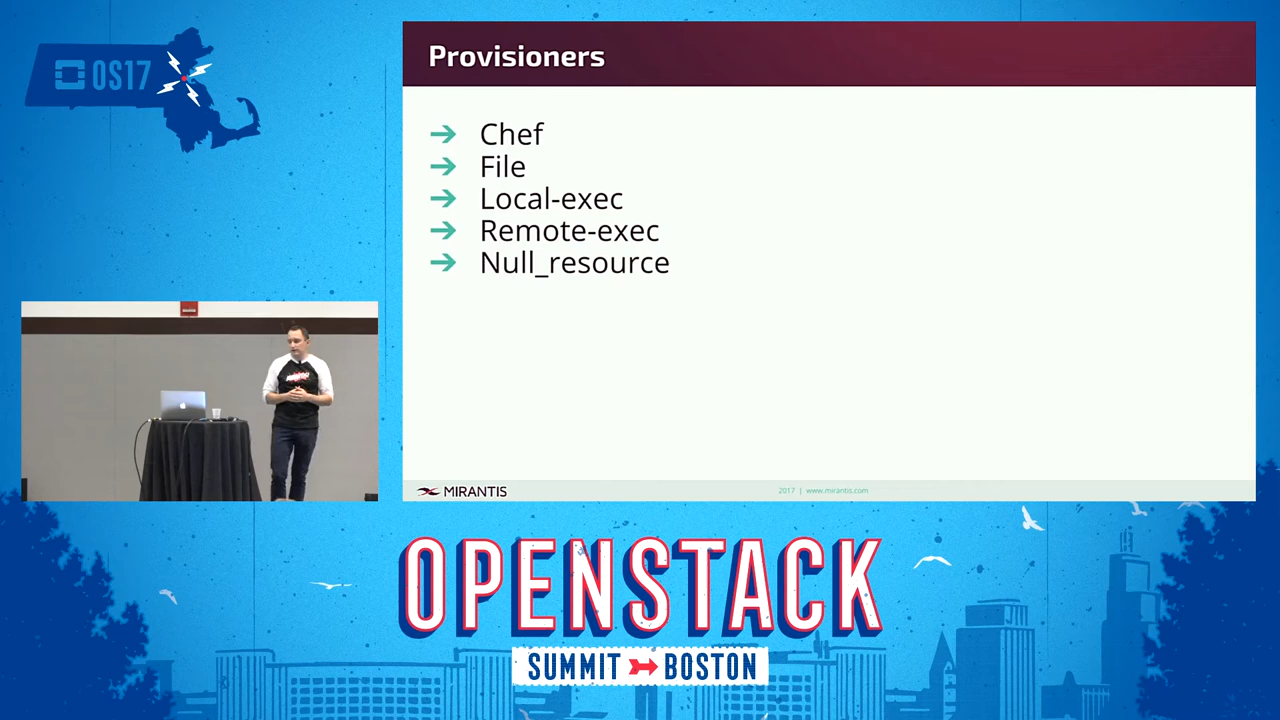 OS17
Provisioners
Chef
File
Local-exec
Remote-exec
Null_resource
MIRANTIS
2017 | www.mirantis.com
OPENSTACK
SUMMIT BOSTON